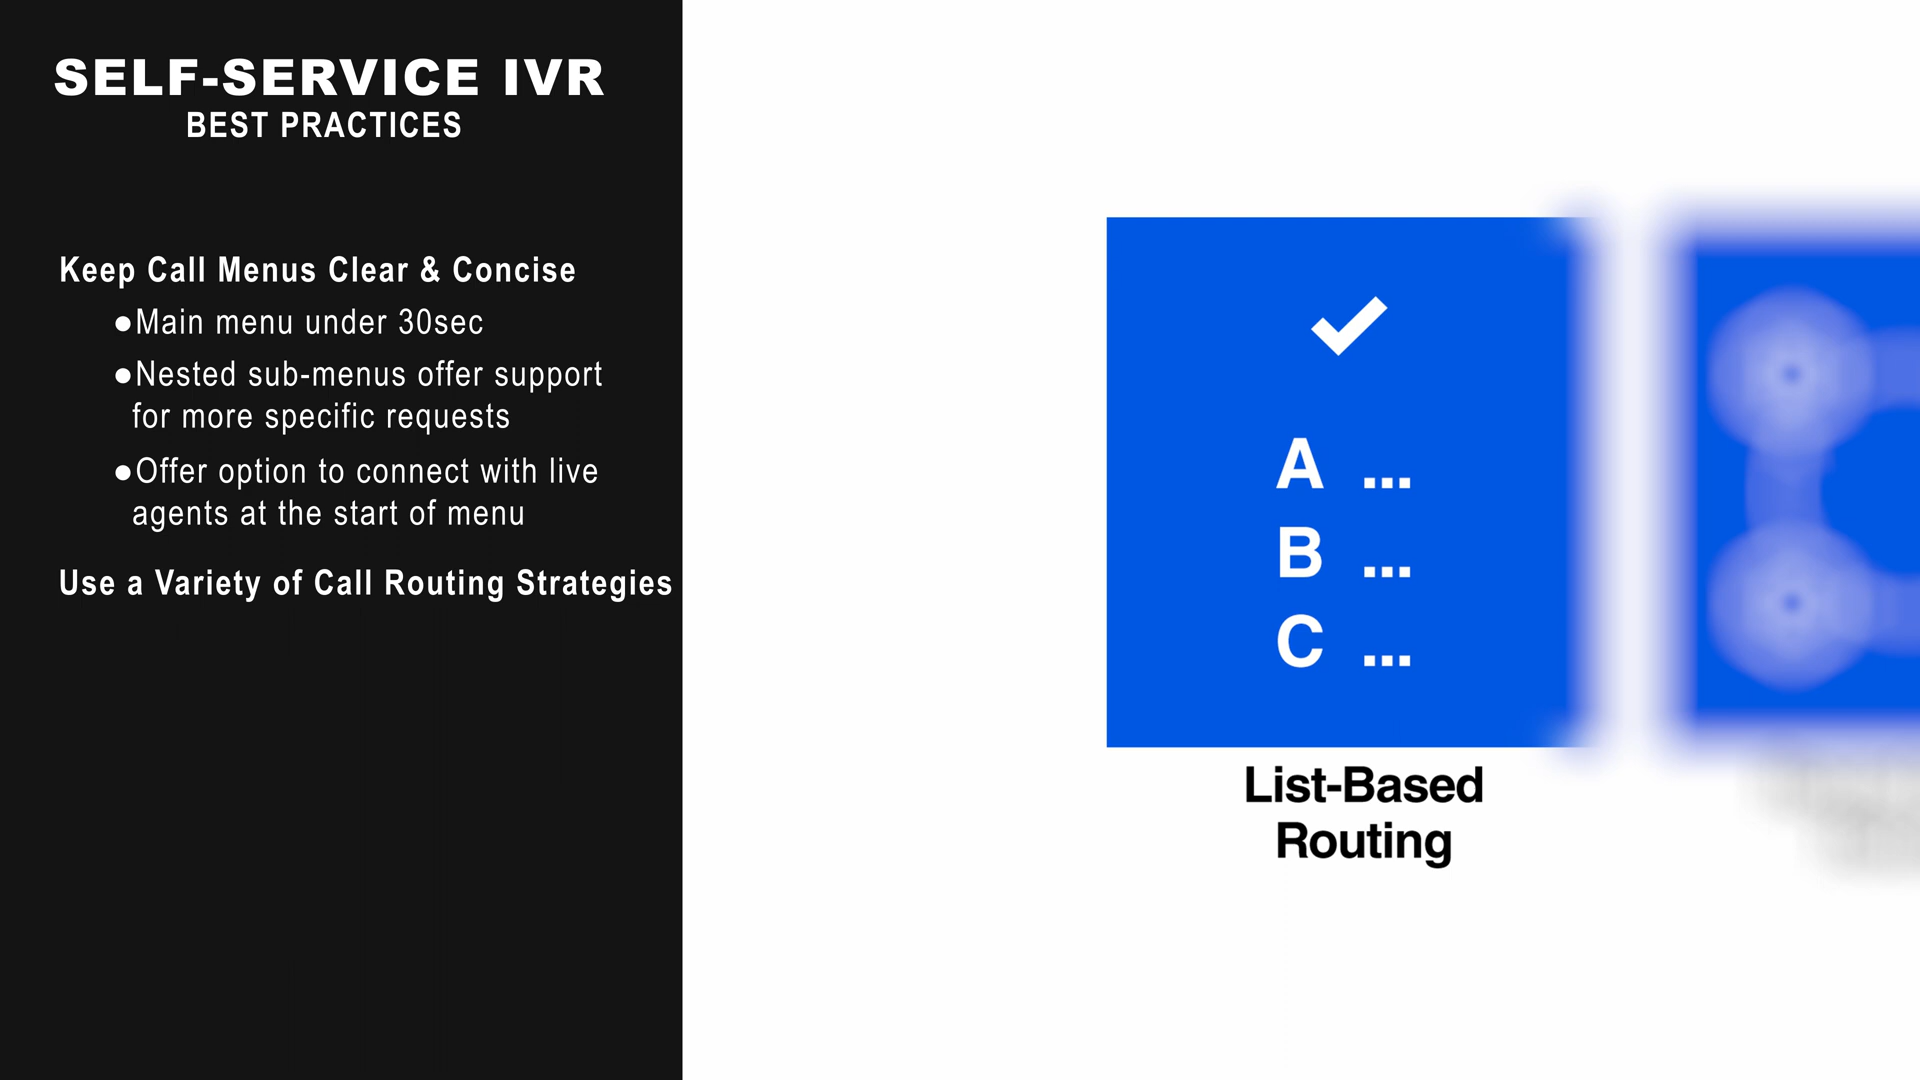 SELF-SERVICE IVR
BEST PRACTICES
Keep Call Menus Clear & Concise
●Main menu under 30sec
●Nested sub-menus offer support
for more specific requests
●Offer option to connect with live
agents at the start of menu
Use a Variety of Call Routing Strategies
A ...
B ...
C ...
List-Based
Routing